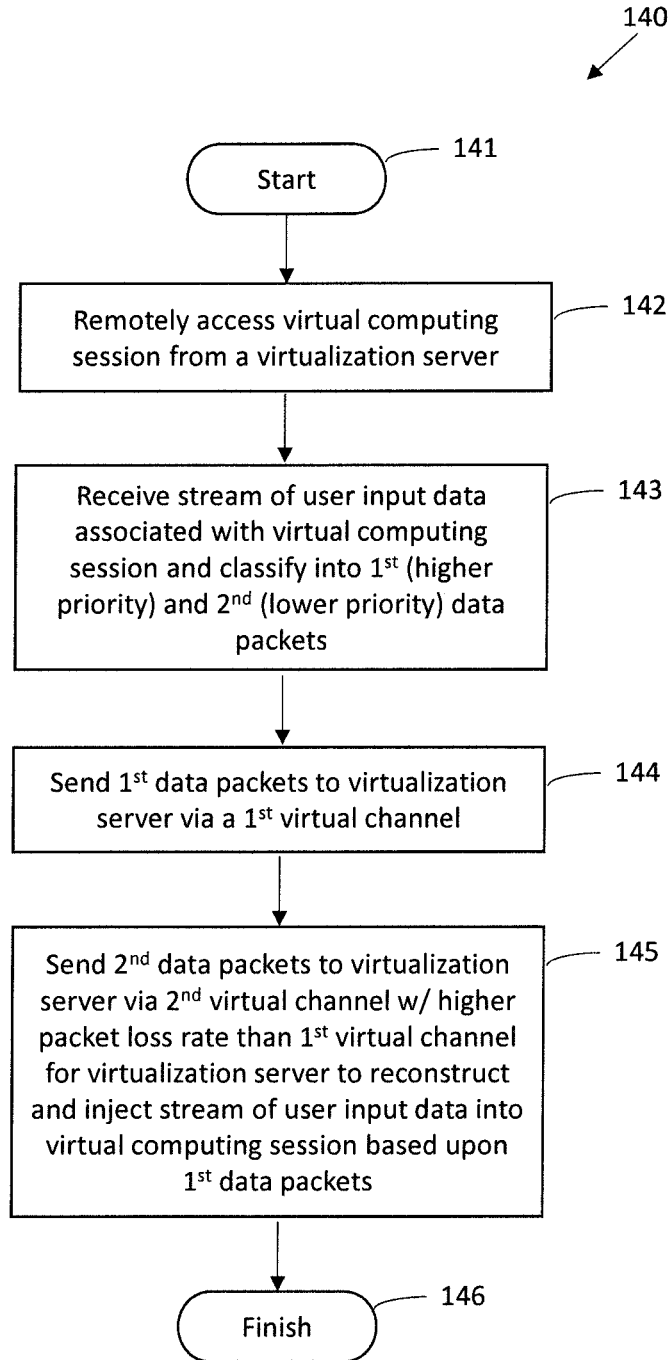 140
141
Start
142
Remotely access virtual computing
session from a virtualization server
143
Receive stream of user input data
associated with virtual computing
session and classify into 1st (higher
priority) and 2nd (lower priority) data
packets
144
Send 1st data packets to virtualization
server via a 1st virtual channel
145
Send 2nd data packets to virtualization
server via 2nd virtual channel w/ higher
packet loss rate than 1st virtual channel
for virtualization server to reconstruct
and inject stream of user input data into
virtual computing session based upon
1st data packets
146
Finish